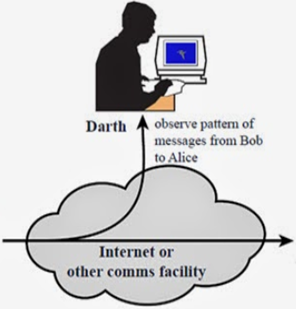 Darth
observe pattern of
messages from Bob
to Alice
Internet or
other comms facility